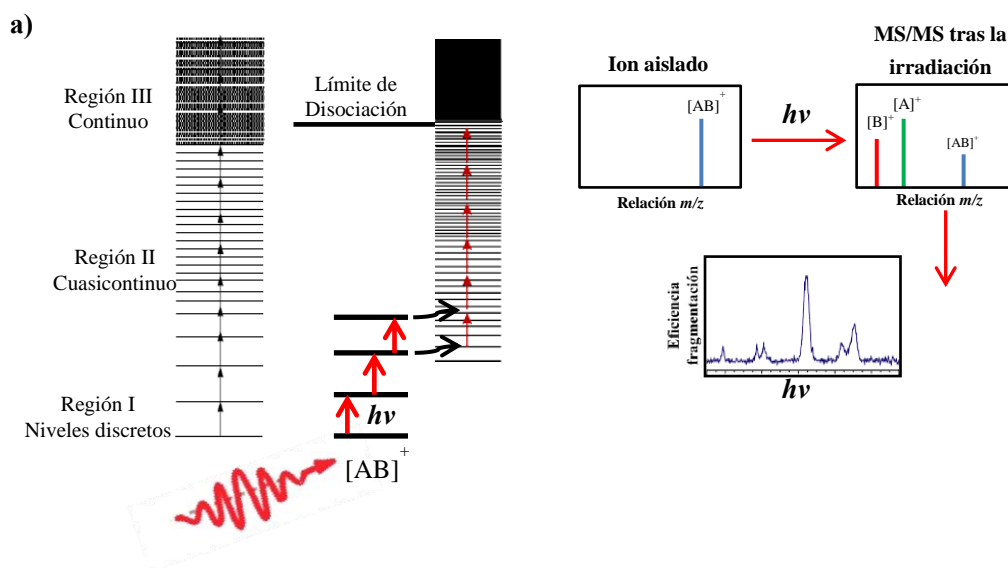 a)
Región III
Continuo
Región II
Cuasicontinuo
Región I
Niveles discretos
Límite de
Disociación
hν
[AB]+
Ion aislado
[AB]+
Relación m/z
hν
MS/MS tras la
irradiación
[B]+
[A]+
[AB]+
Relación m/z
Eficiencia
fragmentación
hν